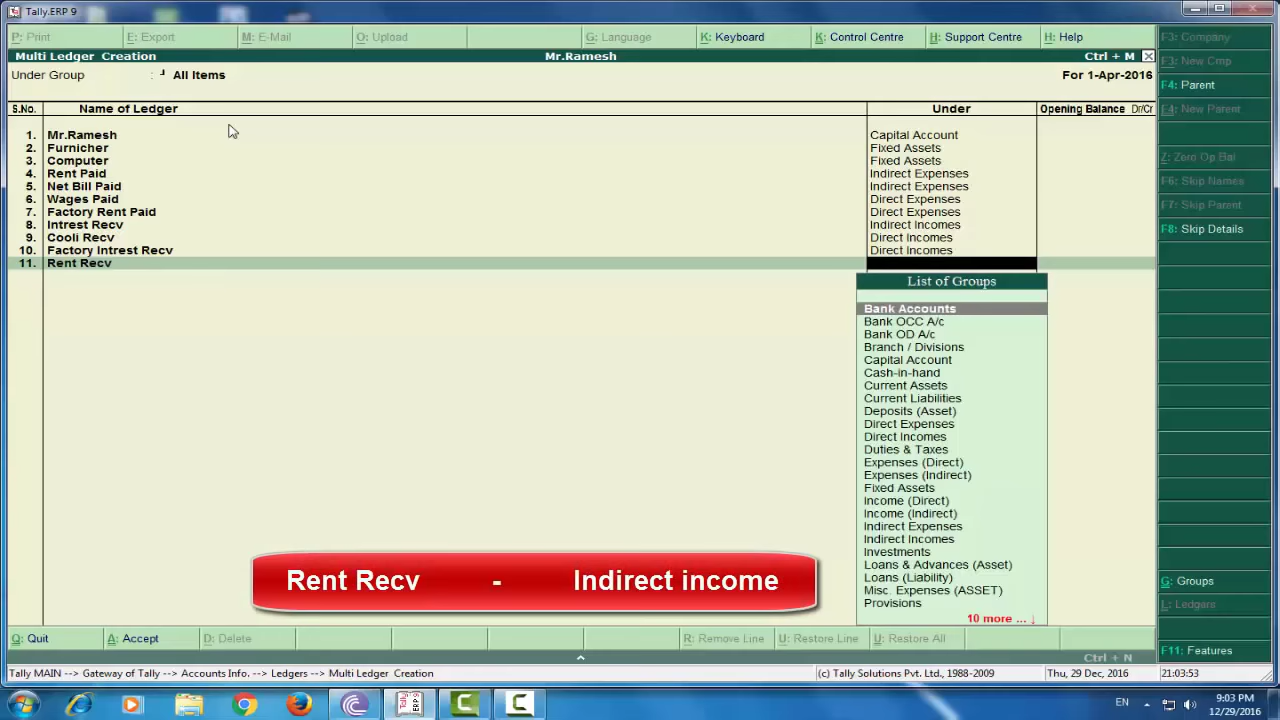 Tally.ERP 9
P: Print E: Export M: E-Mail O: Upload G: Language K: Keyboard K: Control Centre H: Support Centre H: Help
Multi Ledger Creation Mr.Ramesh Ctrl + M
Under Group : All Items For 1-Apr-2016
S.No. Name of Ledger Under Opening Balance Dr/Cr
1. Mr.Ramesh Capital Account
2. Furnicher Fixed Assets
3. Computer Fixed Assets
4. Rent Paid Indirect Expenses
5. Net Bill Paid Indirect Expenses
6. Wages Paid Direct Expenses
7. Factory Rent Paid Direct Expenses
8. Intrest Recv Indirect Incomes
9. Cooli Recv Direct Incomes
10. Factory Intrest Recv Direct Incomes
11. Rent Recv
List of Groups
Bank Accounts
Bank OCC A/c
Bank OD A/c
Branch / Divisions
Capital Account
Cash-in-hand
Current Assets
Current Liabilities
Deposits (Asset)
Direct Expenses
Direct Incomes
Duties & Taxes
Expenses (Direct)
Expenses (Indirect)
Fixed Assets
Income (Direct)
Income (Indirect)
Indirect Expenses
Indirect Incomes
Investments
Loans & Advances (Asset)
Loans (Liability)
Misc. Expenses (ASSET)
Provisions
10 more ... ↓
Rent Recv - Indirect income
F3: Company
F3: New Cmp
F4: Parent
F4: New Parent
Z: Zero Op Bal
F6: Skip Names
F7: Skip Parent
F8: Skip Details
G: Groups
L: Ledgers
F11: Features
Q: Quit A: Accept D: Delete R: Remove Line U: Restore Line U: Restore All
Ctrl + N
Tally MAIN --> Gateway of Tally --> Accounts Info. --> Ledgers --> Multi Ledger Creation (c) Tally Solutions Pvt. Ltd., 1988-2009 Thu, 29 Dec, 2016 21:03:53
EN 9:03 PM
12/29/2016